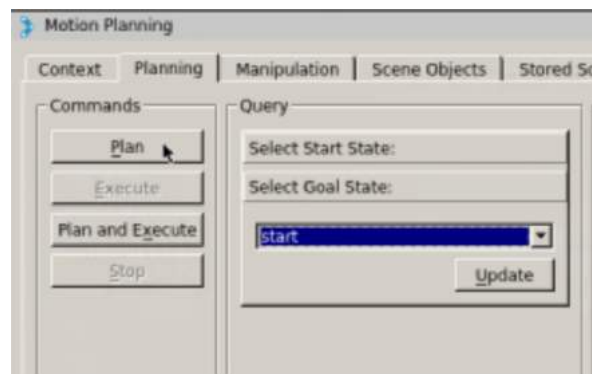 Motion Planning
Context Planning Manipulation Scene Objects Stored
Commands
Plan
Execute
Plan and Execute
Stop
Query
Select Start State:
Select Goal State:
start
Update